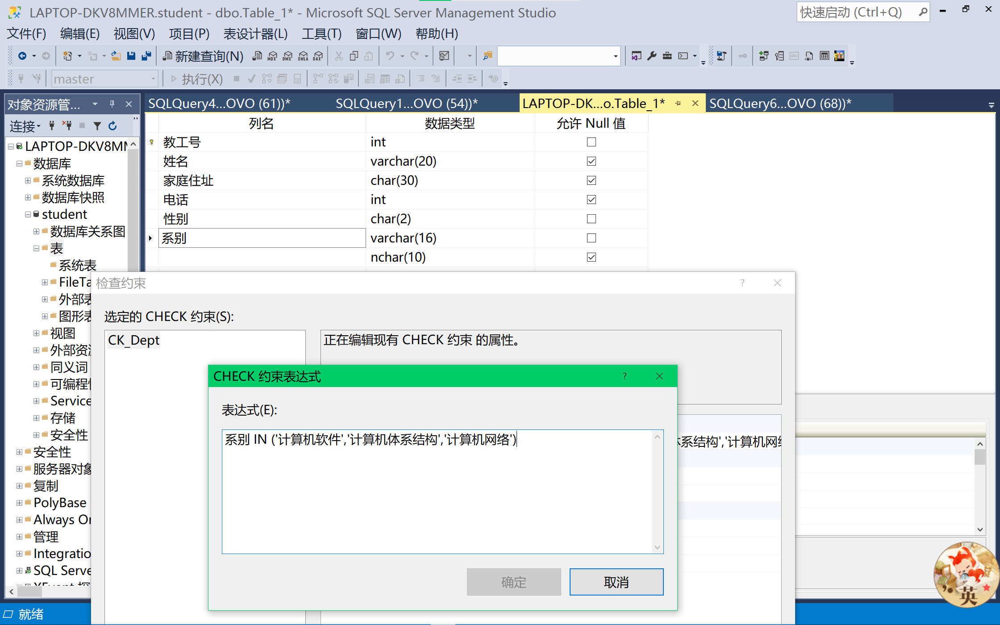 LAPTOP-DKV8MMER.student - dbo.Table_1* - Microsoft SQL Server Management Studio
快速启动 (Ctrl+Q)
文件(F) 编辑(E) 视图(V) 项目(P) 表设计器(L) 工具(T) 窗口(W) 帮助(H)
新建查询(N) MDX DMX XMLA DAX
master 执行(X)
对象资源管... SQLQuery4...OVO (61))* SQLQuery1...OVO (54))* LAPTOP-DK...o.Table_1* SQLQuery6...OVO (68))*
连接
列名 数据类型 允许 Null 值
教工号 int
姓名 varchar(20)
家庭住址 char(30)
电话 int
性别 char(2)
系别 varchar(16)
nchar(10)
LAPTOP-DKV8MM
数据库
系统数据库
数据库快照
student
数据库关系图
表
系统表
FileTa
外部表
图形表
视图
外部资源
同义词
可编程性
Service
存储
安全性
安全性
服务器对象
复制
PolyBase
Always On
管理
Integratio
SQL Serve
XEvent 探
检查约束
选定的 CHECK 约束(S):
CK_Dept
正在编辑现有 CHECK 约束 的属性。
体系结构','计算机网络
CHECK 约束表达式
表达式(E):
系别 IN ('计算机软件','计算机体系结构','计算机网络')
确定 取消
英
就绪